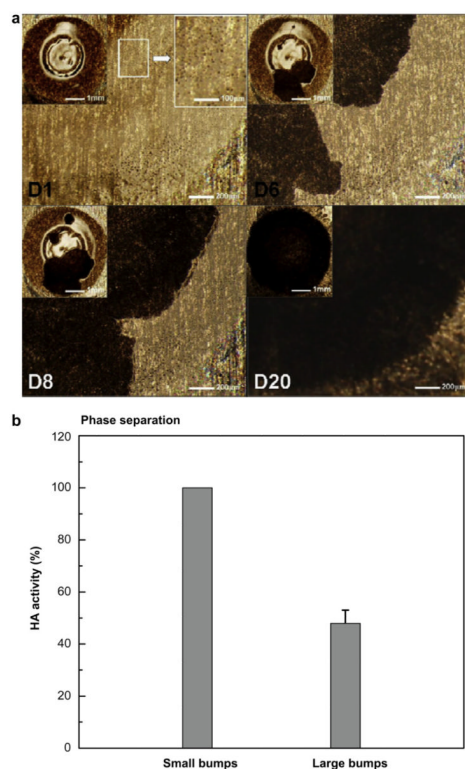 a
1mm
100µm
D1
200µm
1mm
D6
200µm
D8
200µm
1mm
D20
200µm
b
Phase separation
HA activity (%)
120
100
80
60
40
20
0
Small bumps
Large bumps